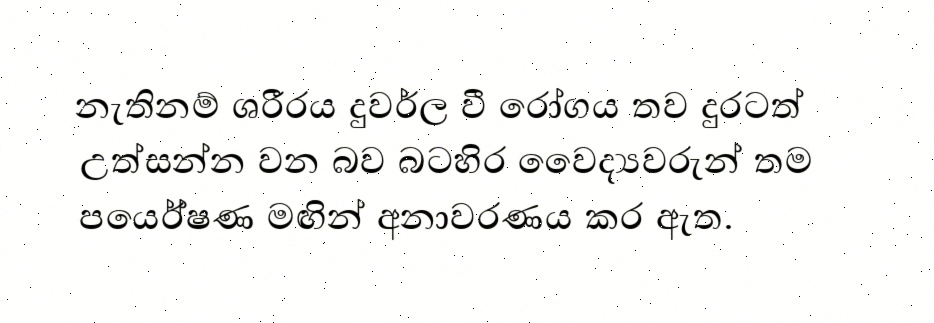 නැතිනම් ශරීරය දුවර්ල වී රෝගය තව දුරටත්
උත්සන්න වන බව බටහිර වෛද්‍යවරුන් තම
පයෙර්ෂණ මඟින් අනාවරණය කර ඇත.